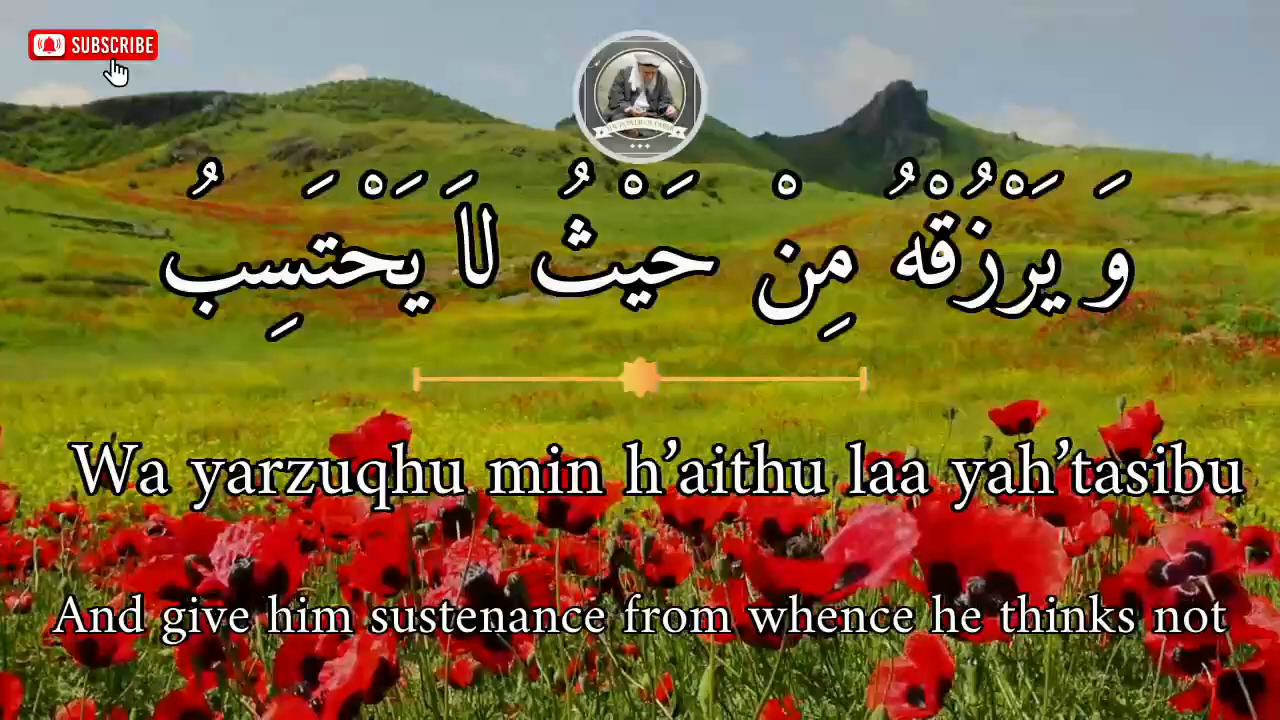 SUBSCRIBE
وَ يَرْزُقْهُ مِنْ حَيْثُ لاَ يَحْتَسِبُ
Wa yarzuqhu min h’aithu laa yah’tasibu
And give him sustenance from whence he thinks not